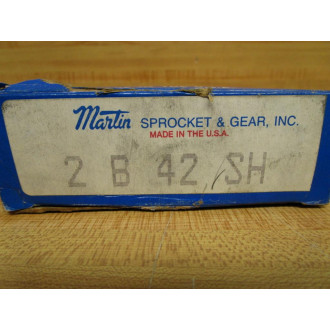 Martin SPROCKET & GEAR, INC.
MADE IN THE U.S.A.
2 B 42 SH